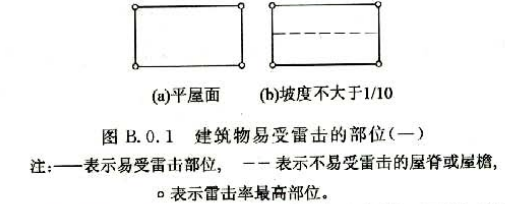 (a)平屋面 (b)坡度不大于1/10
图 B.0.1 建筑物易受雷击的部位(一)
注:——表示易受雷击部位, －－表示不易受雷击的屋脊或屋檐,
○表示雷击率最高部位。